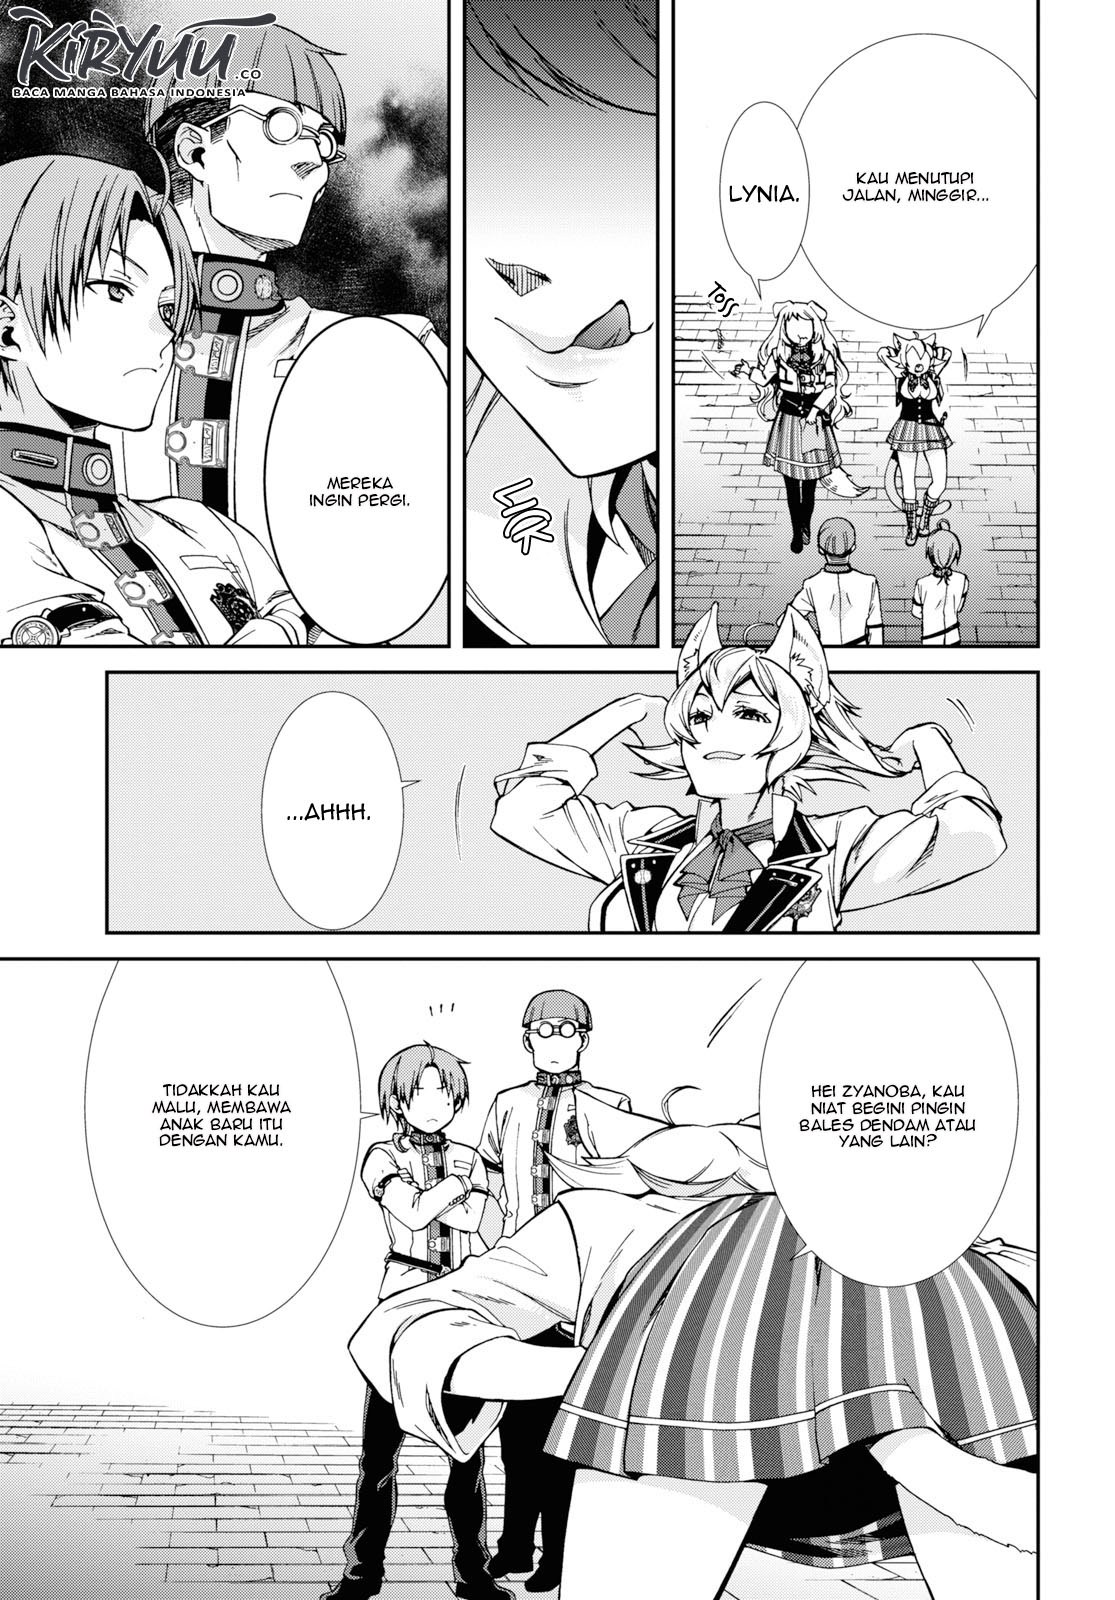 KIRYUU.CO
BACA MANGA BAHASA INDONESIA
KAU MENUTUPI
JALAN, MINGGIR...
LYNIA.
TOSS
LICK
MEREKA
INGIN PERGI.
...AHHH.
HEI ZYANOBA, KAU
NIAT BEGINI PINGIN
BALES DENDAM ATAU
YANG LAIN?
TIDAKKAH KAU
MALU, MEMBAWA
ANAK BARU ITU
DENGAN KAMU.